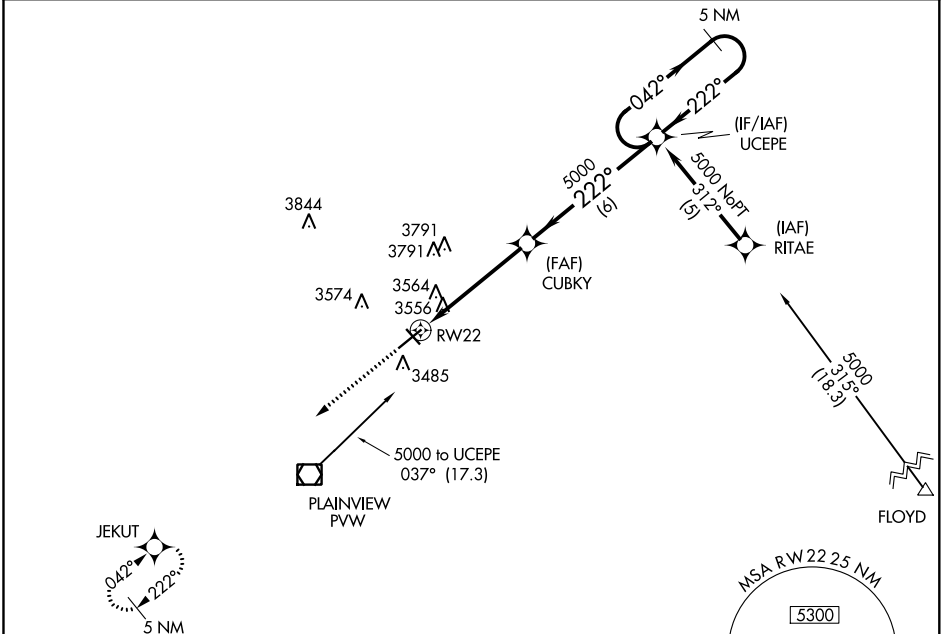 5 NM
042°
222°
(IF/IAF)
UCEPE
5000
222°
(6)
5000 NoPT
312°
(5)
(IAF)
RITAE
3844
3791
3791
(FAF)
CUBKY
3574
3564
3556
RW22
3485
5000
315°
(18.3)
5000 to UCEPE
037° (17.3)
PLAINVIEW
PVW
FLOYD
JEKUT
042°
222°
5 NM
MSA RW22 25 NM
5300